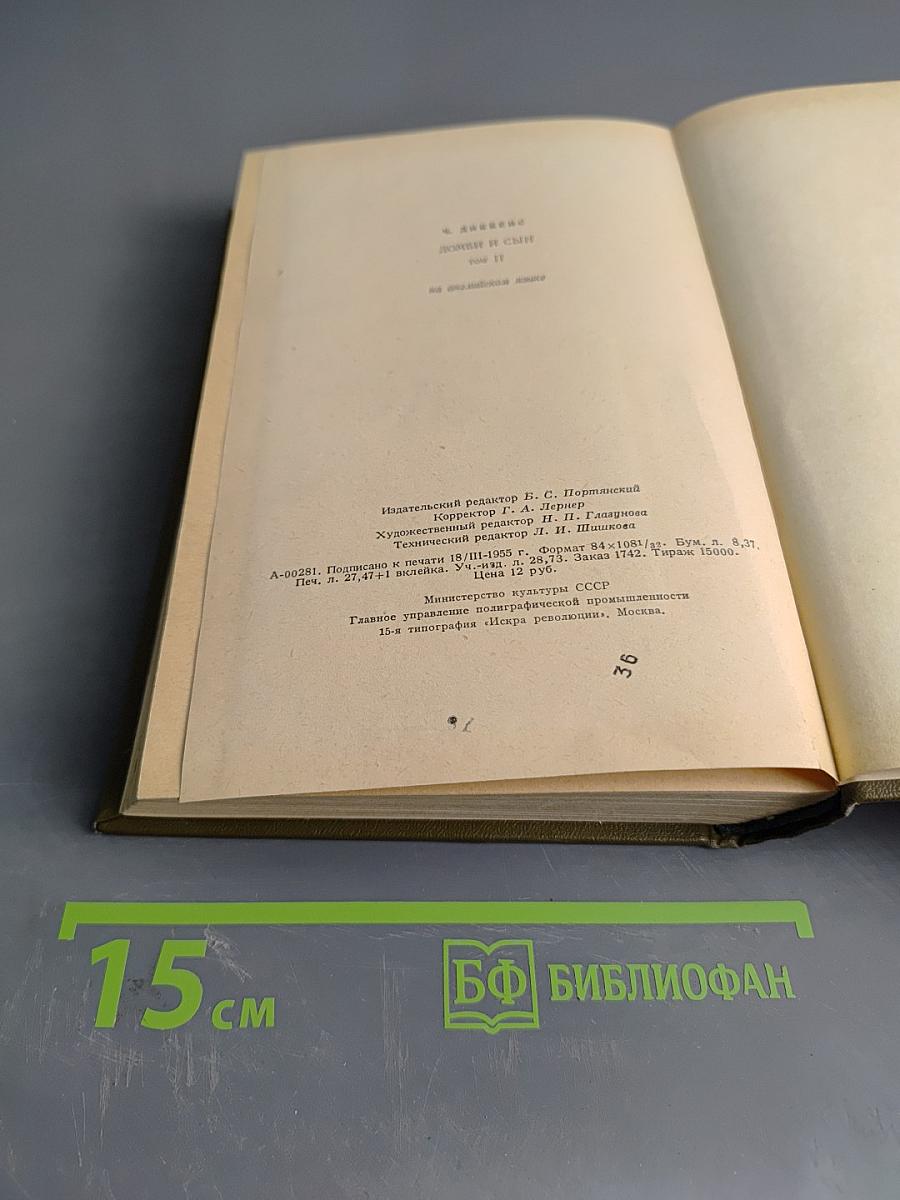 Ч. ДИККЕНС
ДОМБИ И СЫН
том II
на английском языке
Издательский редактор Б. С. Портянский
Корректор Г. А. Лернер
Художественный редактор Н. П. Глазунова
Технический редактор Л. И. Шишкова
А-00281. Подписано к печати 18/III-1955 г. Формат 84×108 1/32. Бум. л. 8,37.
Печ. л. 27,47+1 вклейка. Уч.-изд. л. 28,73. Заказ 1742. Тираж 15000.
Цена 12 руб.
Министерство культуры СССР
Главное управление полиграфической промышленности
15-я типография «Искра революции». Москва.
36
15 см
БФ БИБЛИОФАН